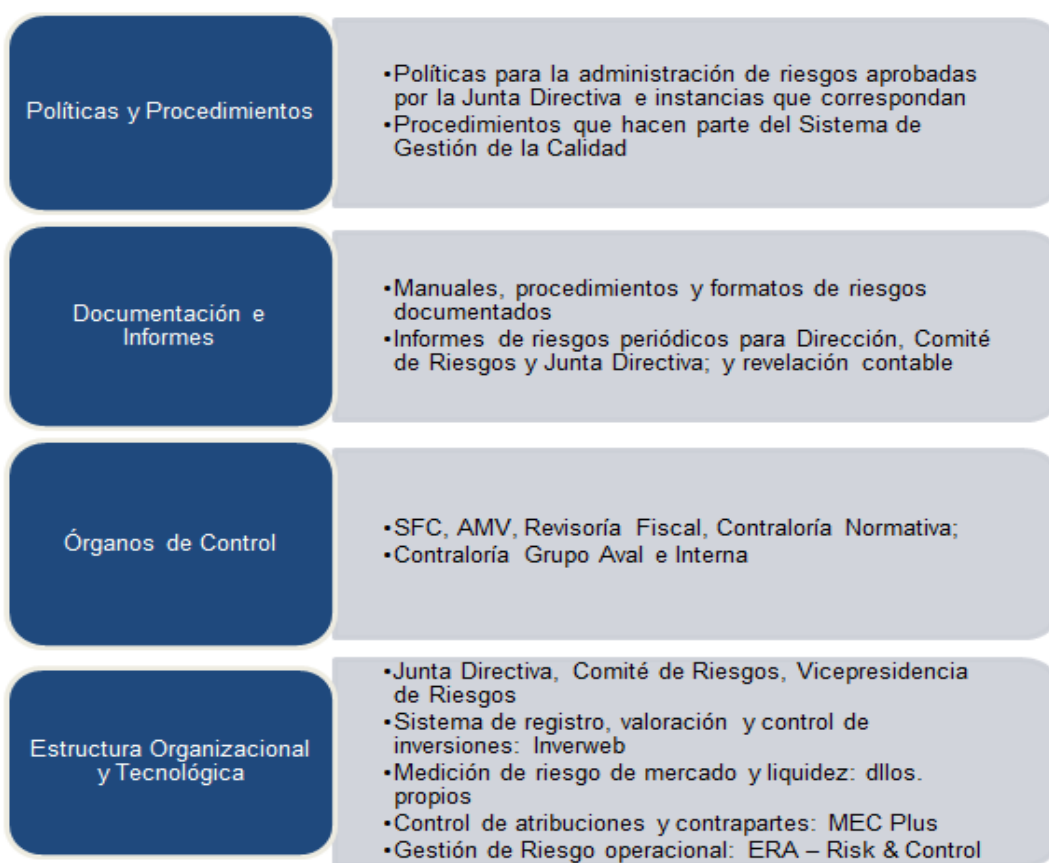 Políticas y Procedimientos
•Políticas para la administración de riesgos aprobadas
por la Junta Directiva e instancias que correspondan
•Procedimientos que hacen parte del Sistema de
Gestión de la Calidad
Documentación e
Informes
•Manuales, procedimientos y formatos de riesgos
documentados
•Informes de riesgos periódicos para Dirección, Comité
de Riesgos y Junta Directiva; y revelación contable
Órganos de Control
•SFC, AMV, Revisoría Fiscal, Contraloría Normativa;
•Contraloría Grupo Aval e Interna
Estructura Organizacional
y Tecnológica
•Junta Directiva, Comité de Riesgos, Vicepresidencia
de Riesgos
•Sistema de registro, valoración y control de
inversiones: Inverweb
•Medición de riesgo de mercado y liquidez: dllos.
propios
•Control de atribuciones y contrapartes: MEC Plus
•Gestión de Riesgo operacional: ERA – Risk & Control